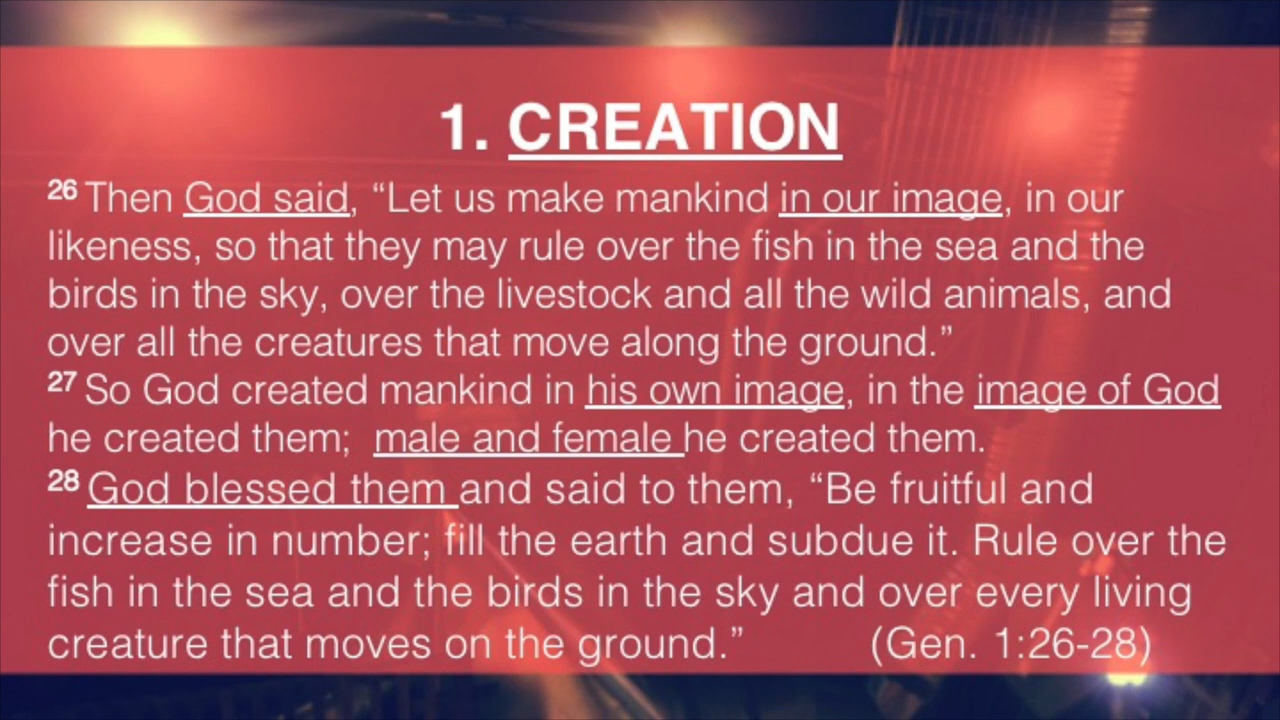 1. CREATION
26 Then God said, “Let us make mankind in our image, in our
likeness, so that they may rule over the fish in the sea and the
birds in the sky, over the livestock and all the wild animals, and
over all the creatures that move along the ground.”
27 So God created mankind in his own image, in the image of God
he created them;  male and female he created them.
28 God blessed them and said to them, “Be fruitful and
increase in number; fill the earth and subdue it. Rule over the
fish in the sea and the birds in the sky and over every living
creature that moves on the ground.” (Gen. 1:26-28)